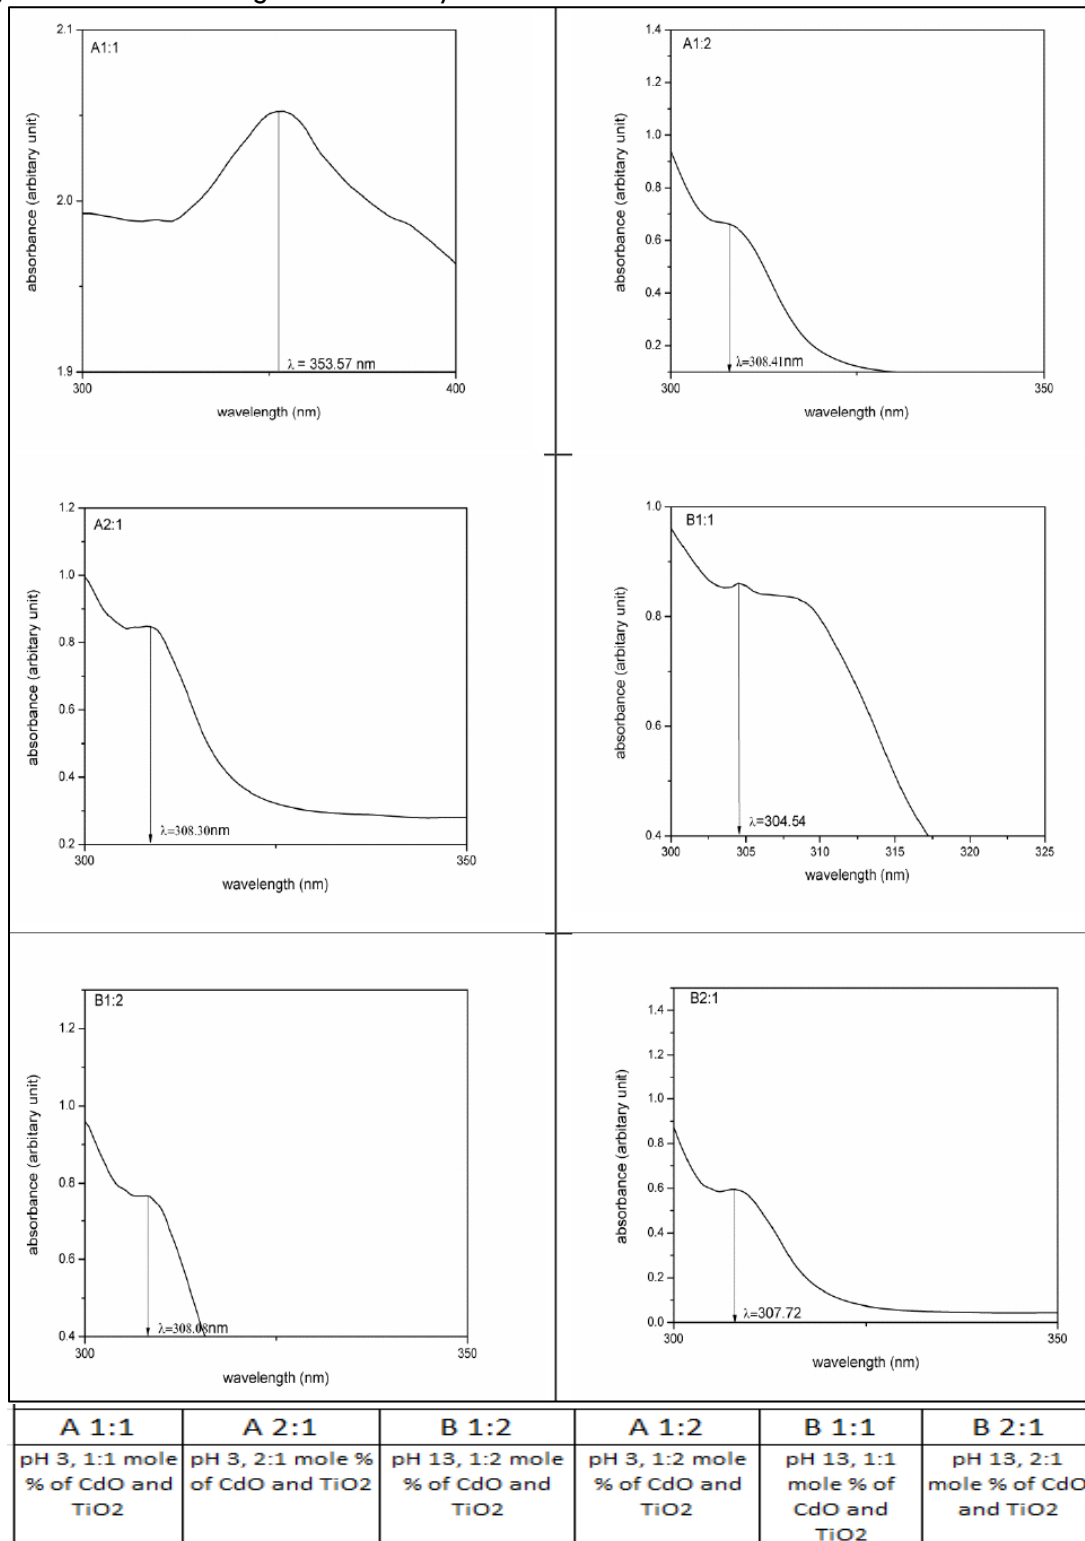 2.1
A1:1
absorbance (arbitary unit)
2.0
1.9
λ = 353.57 nm
300
400
wavelength (nm)
1.4
A1:2
1.2
1.0
absorbance (arbitary unit)
0.8
0.6
0.4
0.2
λ=308.41nm
300
350
wavelength (nm)
1.2
A2:1
1.0
absorbance (arbitary unit)
0.8
0.6
0.4
0.2
λ=308.30nm
300
350
wavelength (nm)
1.0
B1:1
absorbance (arbitary unit)
0.8
0.6
0.4
λ=304.54
300 305 310 315 320 325
wavelength (nm)
B1:2
1.2
absorbance (arbitary unit)
1.0
0.8
0.6
0.4
λ=308.08nm
300
350
wavelength (nm)
B2:1
1.4
1.2
absorbance (arbitary unit)
1.0
0.8
0.6
0.4
0.2
0.0
λ=307.72
300
350
wavelength (nm)
A 1:1 A 2:1 B 1:2 A 1:2 B 1:1 B 2:1
pH 3, 1:1 mole
% of CdO and
TiO2
pH 3, 2:1 mole %
of CdO and TiO2
pH 13, 1:2 mole
% of CdO and
TiO2
pH 3, 1:2 mole
% of CdO and
TiO2
pH 13, 1:1
mole % of
CdO and
TiO2
pH 13, 2:1
mole % of CdO
and TiO2